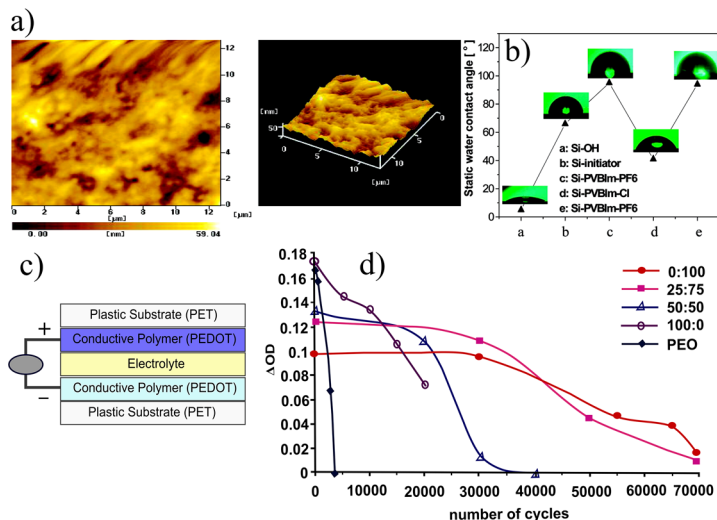 a)
[μm]
12
10
8
6
4
2
0
2
4
6
8
10
12
[μm]
0.00
[nm]
59.04
[nm]
50
0
0
5
10
[μm]
10
5
0
b)
Static water contact angle [°]
120
100
80
60
40
20
0
a: Si-OH
b: Si-initiator
c: Si-PVBIm-PF6
d: Si-PVBIm-Cl
e: Si-PVBIm-PF6
a b c d e
c)
Plastic Substrate (PET)
+
Conductive Polymer (PEDOT)
Electrolyte
Conductive Polymer (PEDOT)
−
Plastic Substrate (PET)
d)
ΔOD
0.18
0.16
0.14
0.12
0.1
0.08
0.06
0.04
0.02
0
0:100
25:75
50:50
100:0
PEO
0 10000 20000 30000 40000 50000 60000 70000
number of cycles